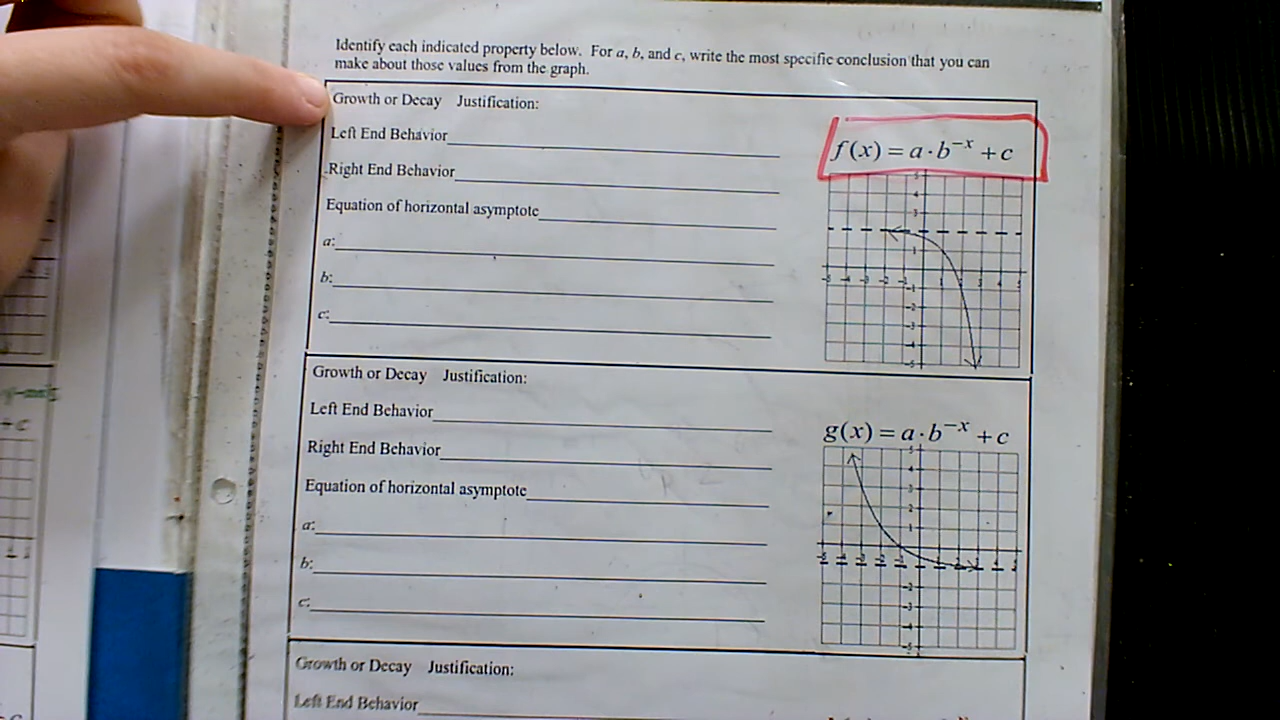 Identify each indicated property below. For a, b, and c, write the most specific conclusion that you can
make about those values from the graph.
Growth or Decay Justification:
Left End Behavior
Right End Behavior
Equation of horizontal asymptote
a:
b:
c:
f(x) = a · b^{-x} + c
Growth or Decay Justification:
Left End Behavior
Right End Behavior
Equation of horizontal asymptote
a:
b:
c:
g(x) = a · b^{-x} + c
Growth or Decay Justification:
Left End Behavior